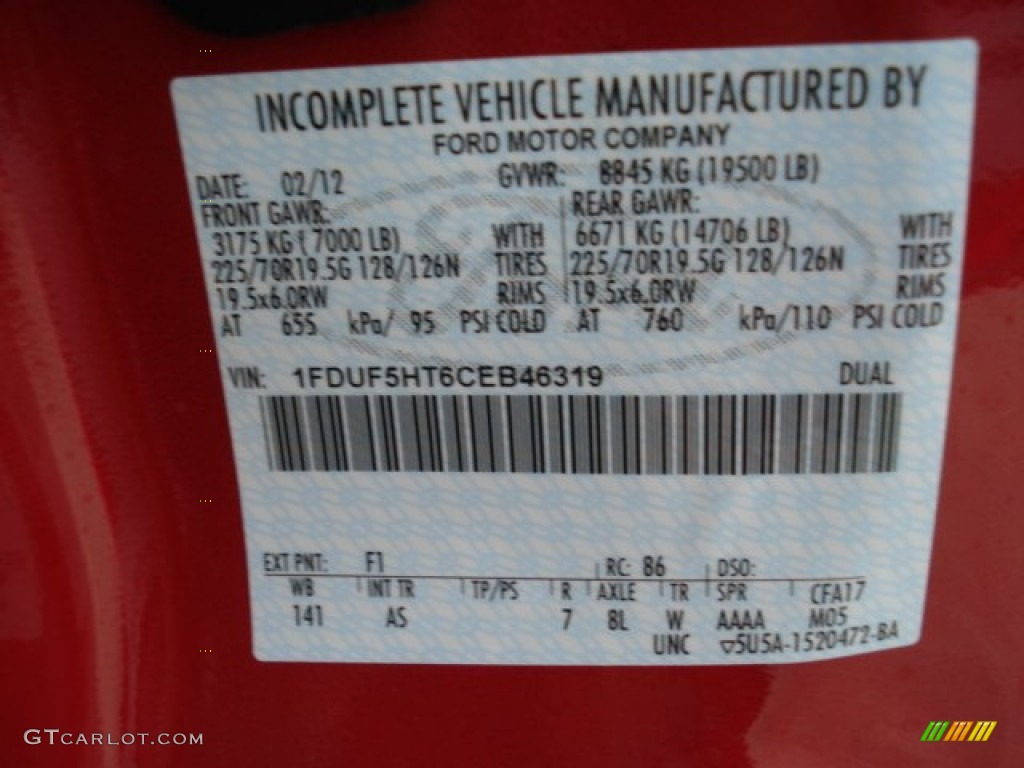 INCOMPLETE VEHICLE MANUFACTURED BY
FORD MOTOR COMPANY
DATE: 02/12 GVWR: 8845 KG (19500 LB)
FRONT GAWR: REAR GAWR:
3175 KG ( 7000 LB) WITH 6671 KG (14706 LB) WITH
225/70R19.5G 128/126N TIRES 225/70R19.5G 128/126N TIRES
19.5x6.0RW RIMS 19.5x6.0RW RIMS
AT 655 kPa/ 95 PSI COLD AT 760 kPa/110 PSI COLD
VIN: 1FDUF5HT6CEB46319 DUAL
EXT PNT: F1 RC: 86 DSO:
WB INT TR TP/PS R AXLE TR SPR CFA17
141 AS 7 8L W AAAA M05
UNC ▽5U5A-1520472-BA
GTCARLOT.COM